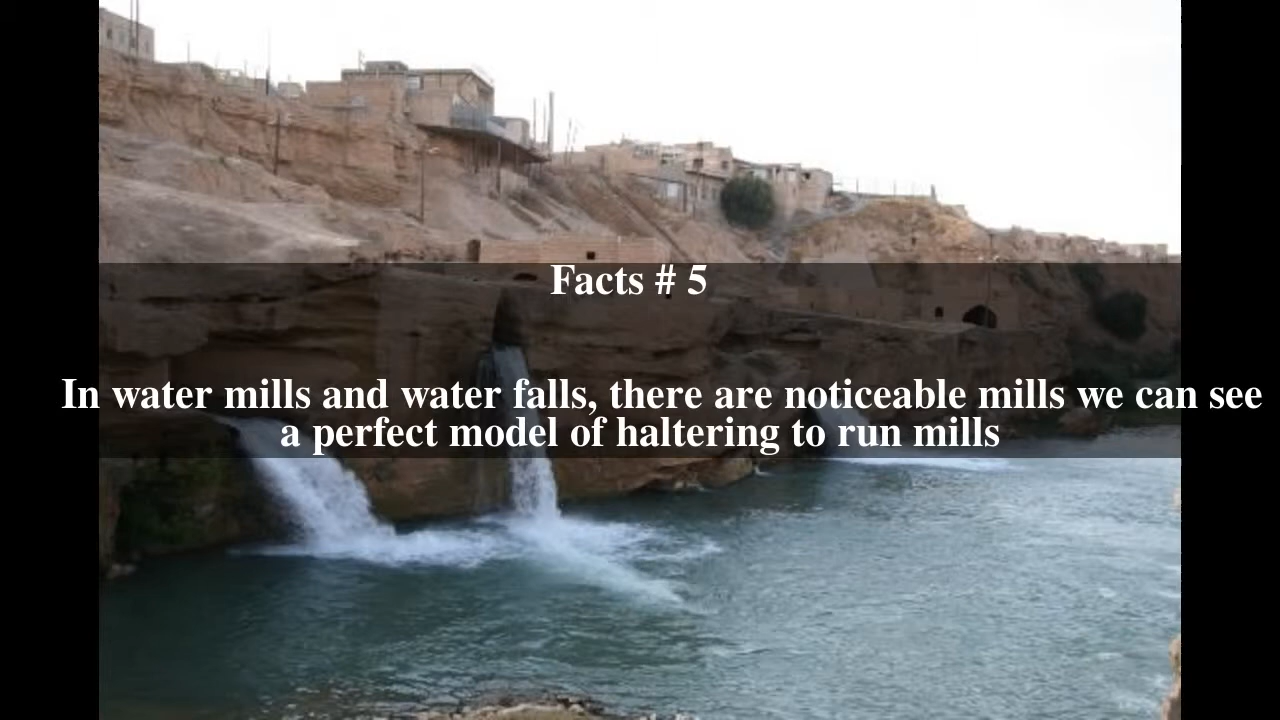 Facts # 5
In water mills and water falls, there are noticeable mills we can see
a perfect model of haltering to run mills